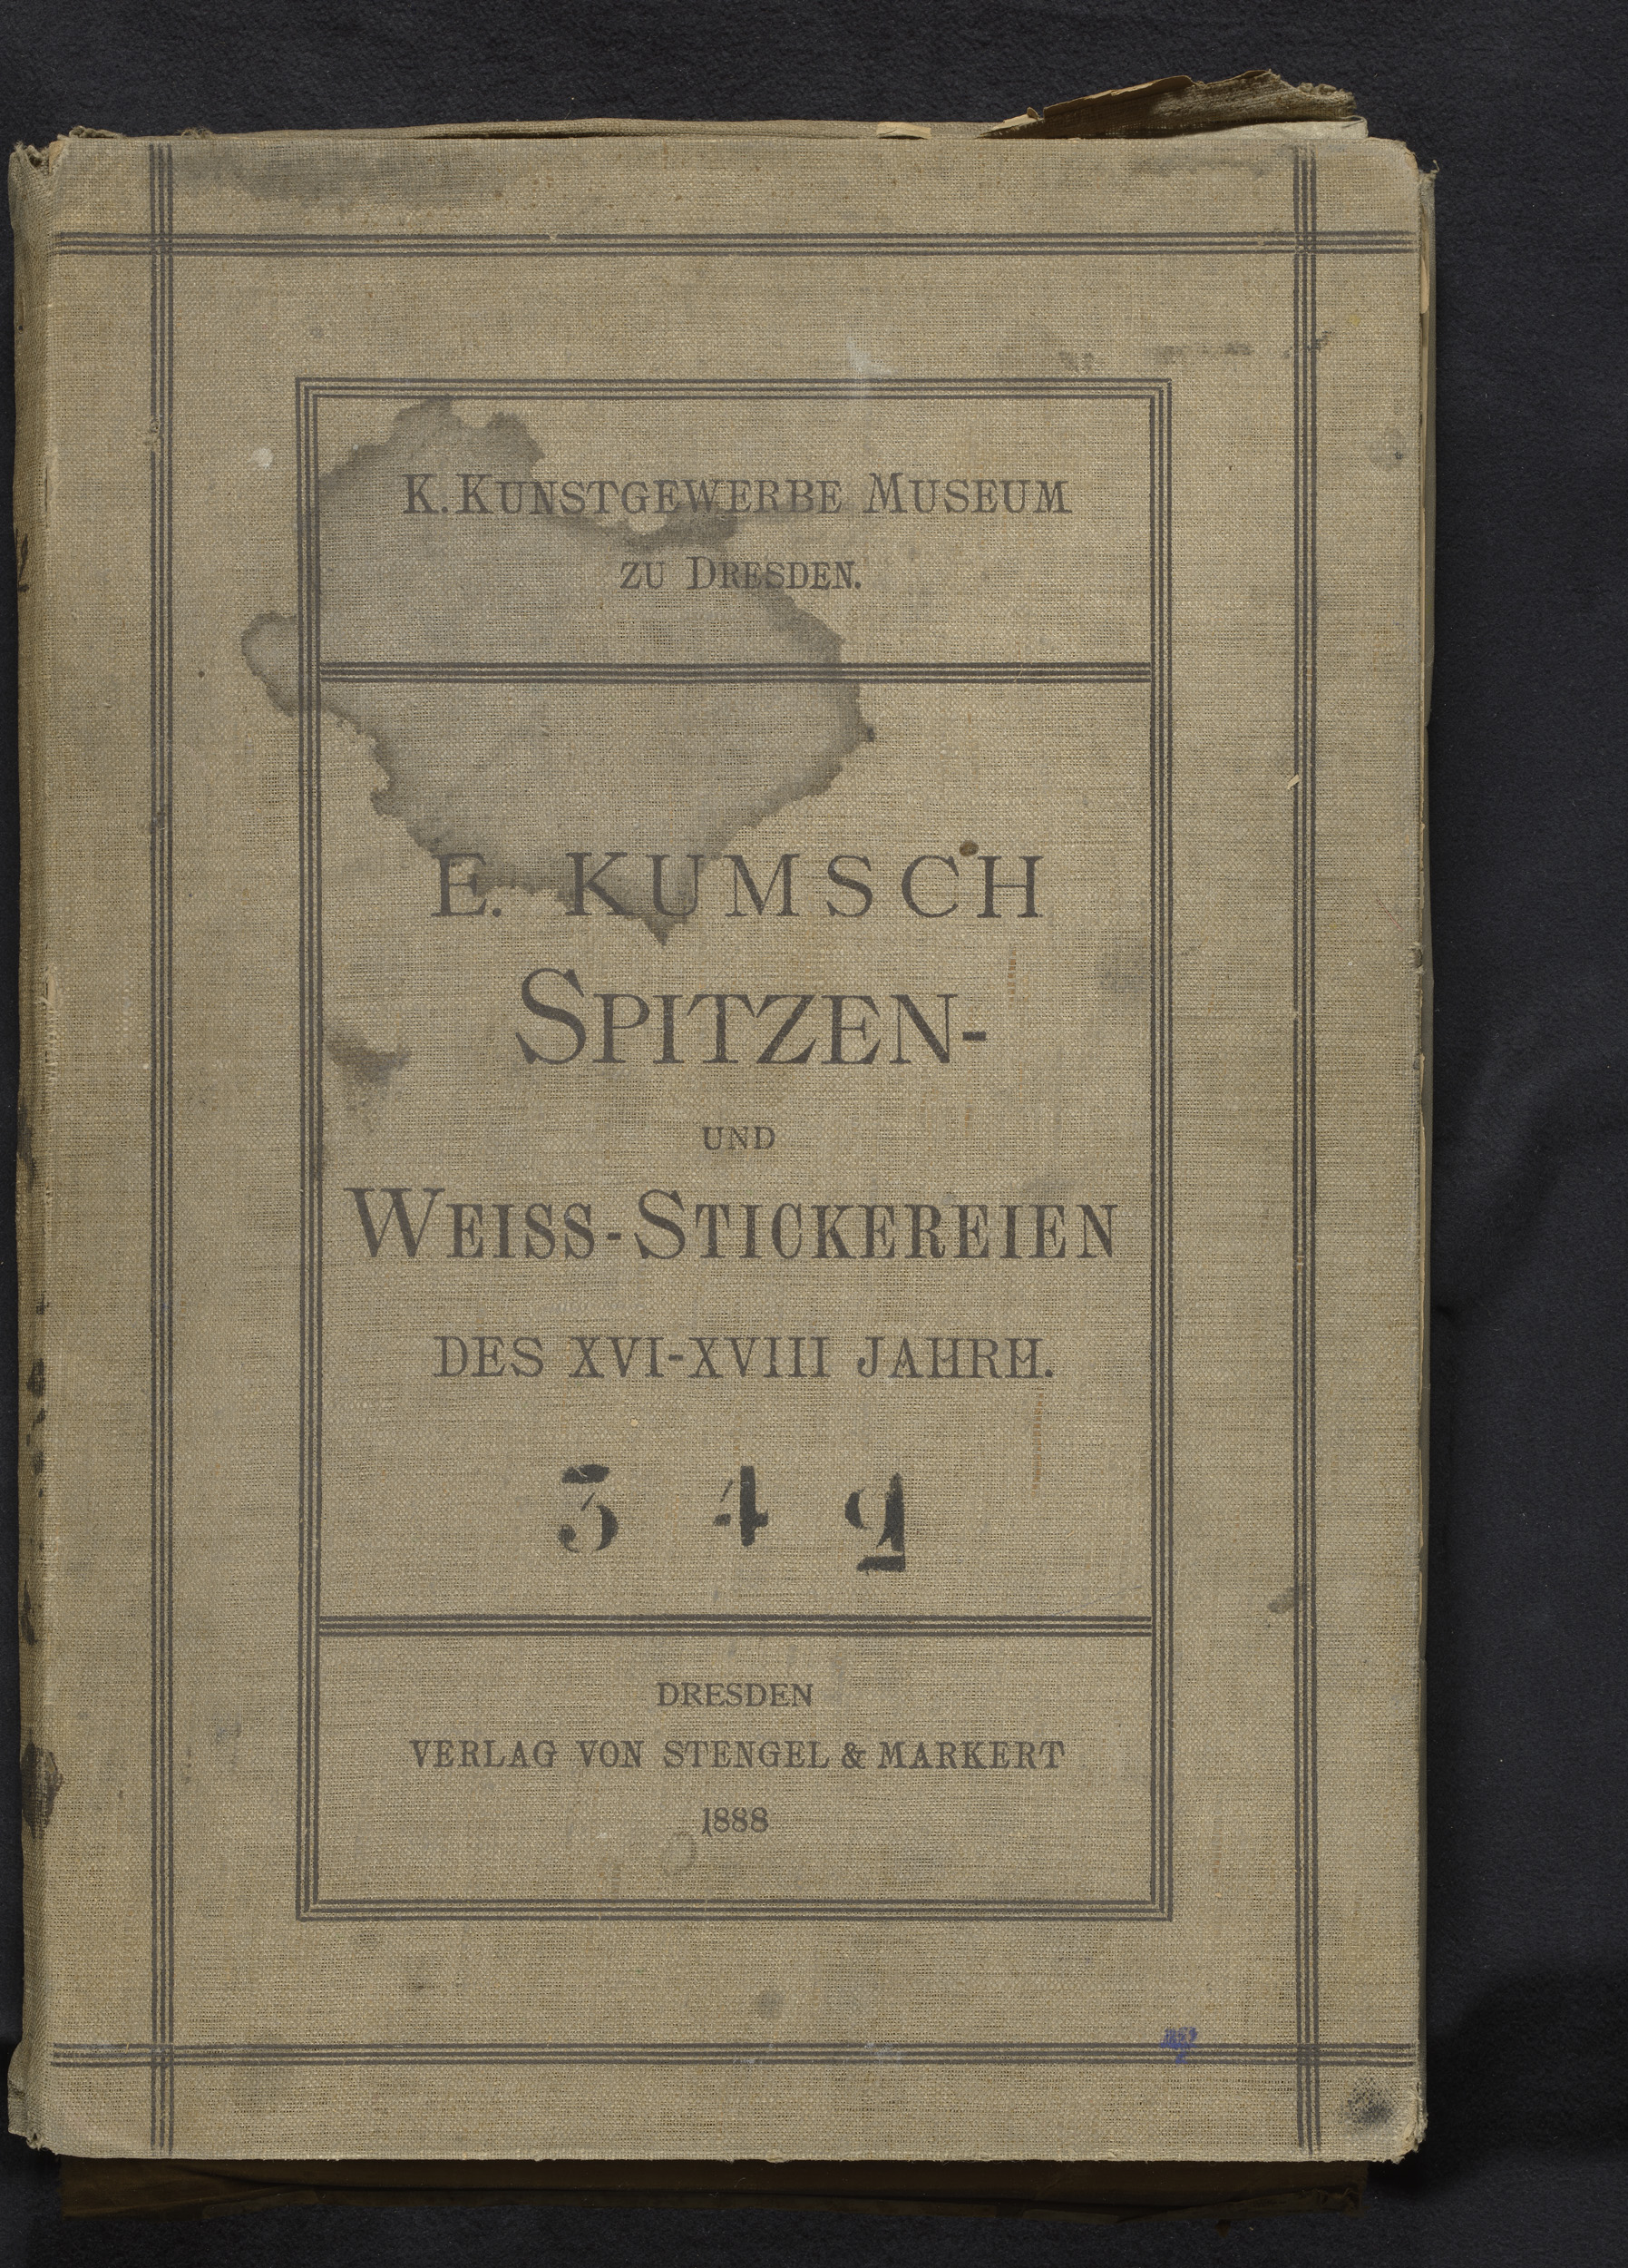 K. KUNSTGEWERBE MUSEUM
ZU DRESDEN.
E. KUMSCH
SPITZEN-
UND
WEISS-STICKEREIEN
DES XVI-XVIII JAHRH.
3 4
DRESDEN
VERLAG VON STENGEL & MARKERT
1888